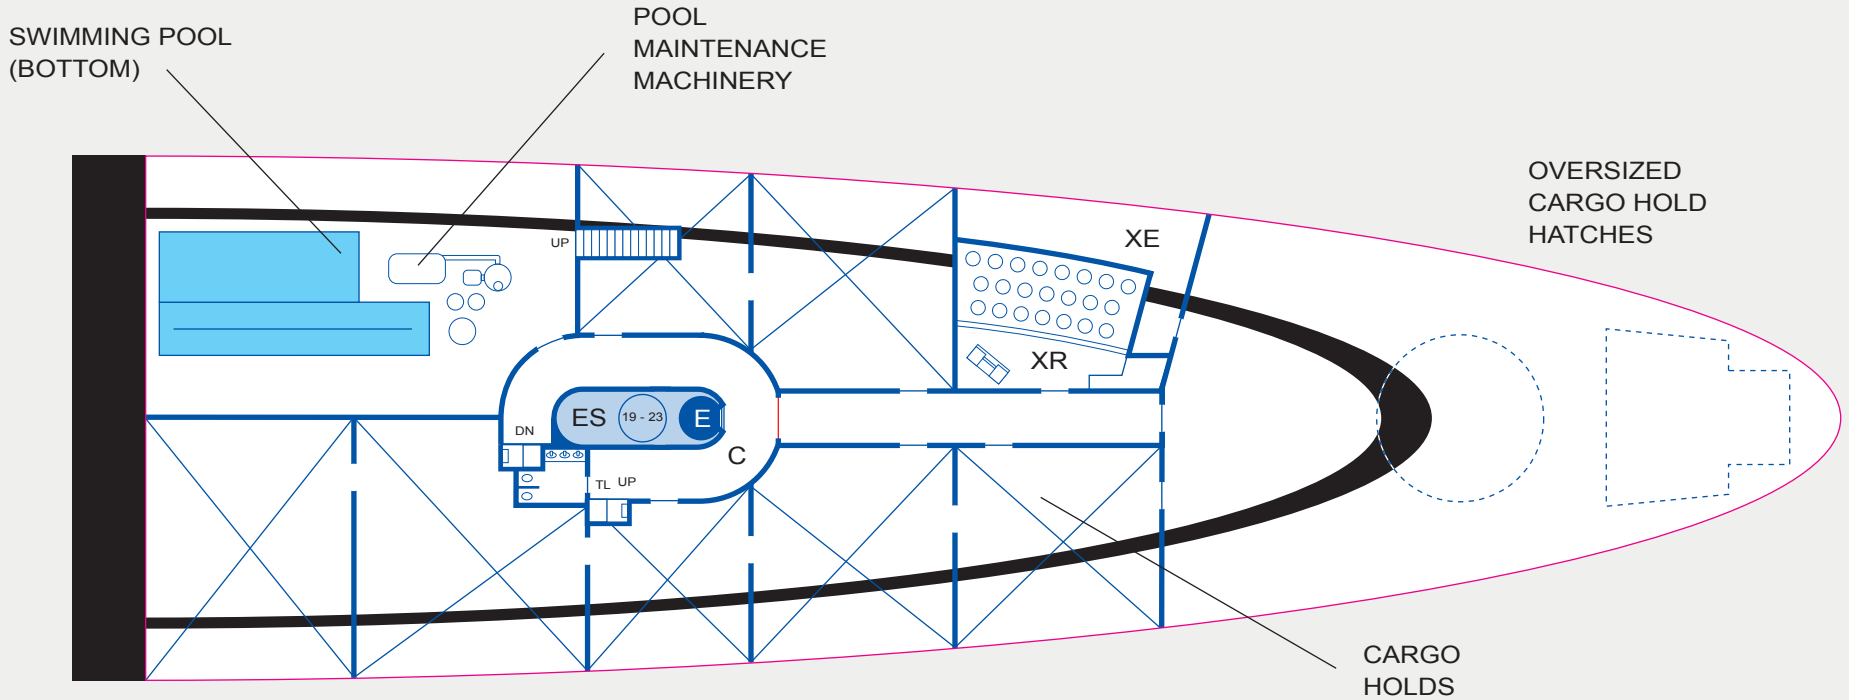 SWIMMING POOL
(BOTTOM)
POOL
MAINTENANCE
MACHINERY
OVERSIZED
CARGO HOLD
HATCHES
UP
XE
XR
ES
19 - 23
E
DN
C
TL UP
CARGO
HOLDS